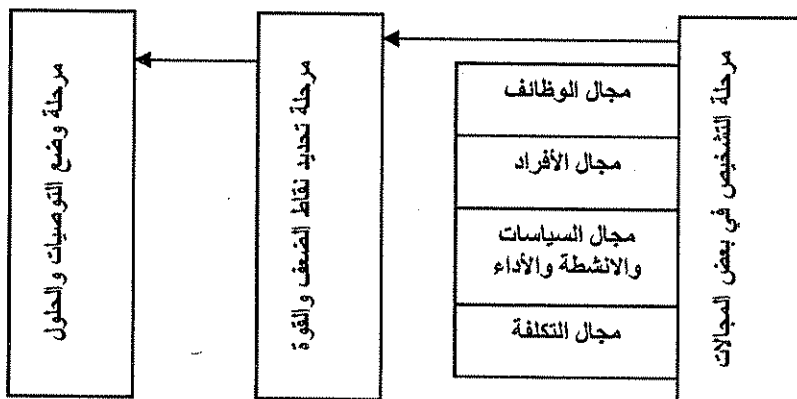 مرحلة التشخيص في بعض المجالات
مجال الوظائف
مجال الأفراد
مجال السياسات
والانشطة والأداء
مجال التكلفة
مرحلة تحديد نقاط الضعف والقوة
مرحلة وضع التوصيات والحلول